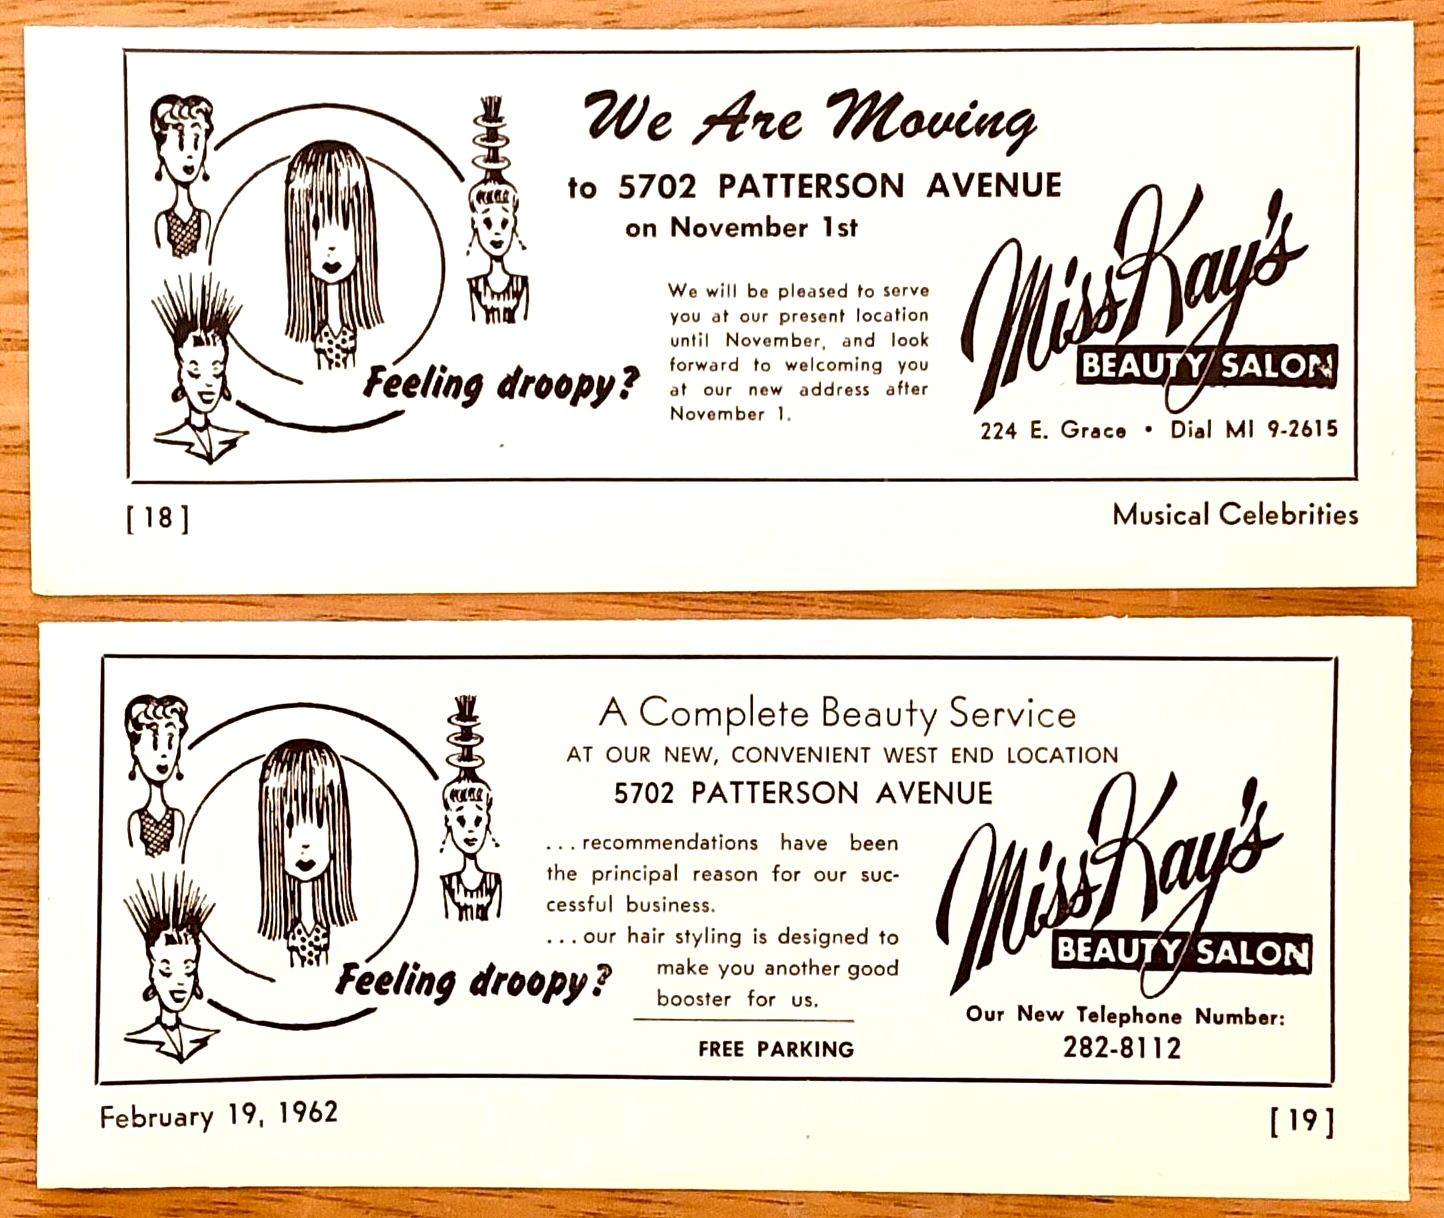 We Are Moving
to 5702 PATTERSON AVENUE
on November 1st
We will be pleased to serve
you at our present location
until November, and look
forward to welcoming you
at our new address after
November 1.
Feeling droopy?
Miss Kay's
BEAUTY SALON
224 E. Grace • Dial MI 9-2615
[ 18 ]
Musical Celebrities
A Complete Beauty Service
AT OUR NEW, CONVENIENT WEST END LOCATION
5702 PATTERSON AVENUE
...recommendations have been
the principal reason for our suc-
cessful business.
...our hair styling is designed to
make you another good
booster for us.
FREE PARKING
Feeling droopy?
Miss Kay's
BEAUTY SALON
Our New Telephone Number:
282-8112
February 19, 1962
[ 19 ]